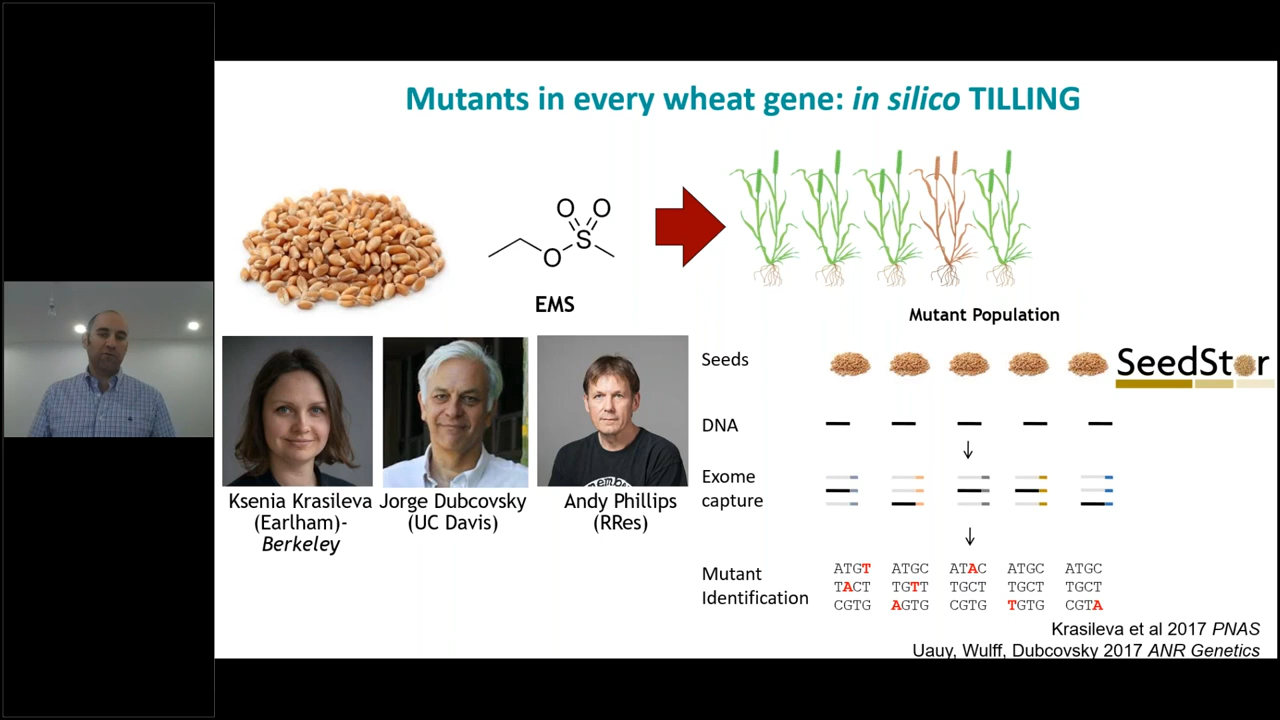 Mutants in every wheat gene: in silico TILLING
O O
S
O
EMS
Mutant Population
Seeds
SeedStor
DNA
Exome
capture
Ksenia Krasileva
(Earlham)-
Berkeley
Jorge Dubcovsky
(UC Davis)
Andy Phillips
(RRes)
Mutant
Identification
ATGT ATGC ATAC ATGC ATGC
TACT TGTT TGCT TGCT TGCT
CGTG AGTG CGTG TGTG CGTA
Krasileva et al 2017 PNAS
Uauy, Wulff, Dubcovsky 2017 ANR Genetics